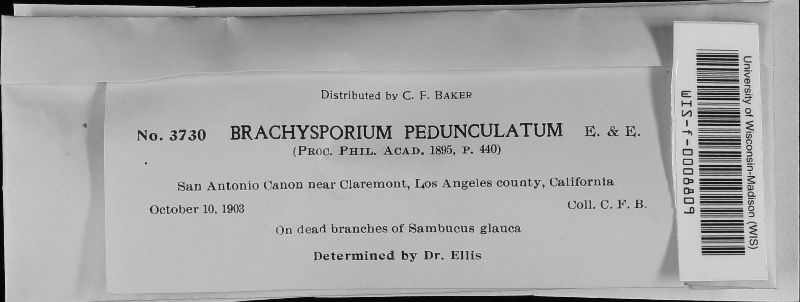 Distributed by C. F. BAKER
No. 3730 BRACHYSPORIUM PEDUNCULATUM E. & E.
(PROC. PHIL. ACAD. 1895, P. 440)
San Antonio Canon near Claremont, Los Angeles county, California
October 10, 1903 Coll. C. F. B.
On dead branches of Sambucus glauca
Determined by Dr. Ellis
University of Wisconsin-Madison (WIS)
WIS-f-0008809